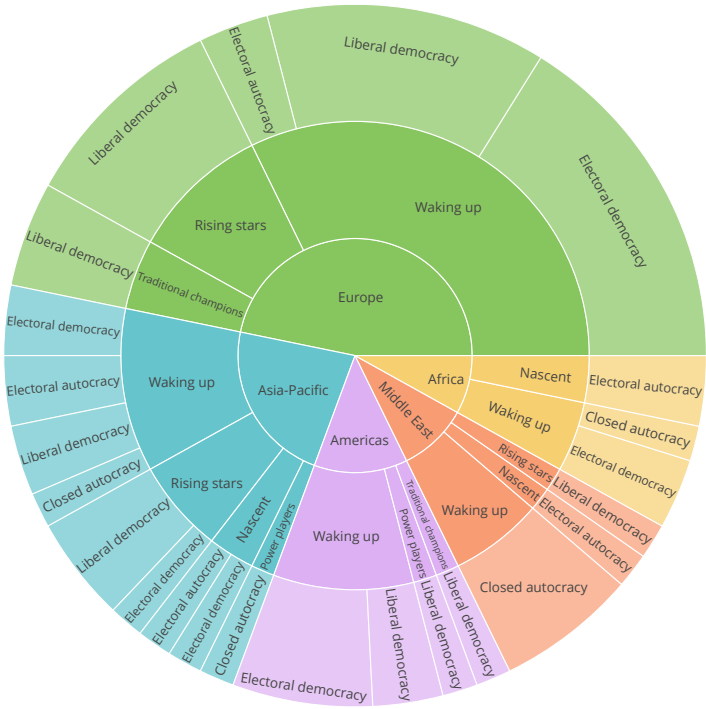 Liberal democracy
Electoral autocracy
Liberal democracy
Electoral democracy
Waking up
Rising stars
Liberal democracy
Traditional champions
Europe
Electoral democracy
Electoral autocracy
Liberal democracy
Closed autocracy
Waking up
Asia-Pacific
Rising stars
Liberal democracy
Electoral democracy
Nascent
Electoral autocracy
Electoral democracy
Power players
Closed autocracy
Africa
Nascent
Electoral autocracy
Waking up
Closed autocracy
Electoral democracy
Middle East
Rising stars
Liberal democracy
Nascent
Electoral autocracy
Waking up
Closed autocracy
Americas
Waking up
Electoral democracy
Liberal democracy
Power players
Liberal democracy
Traditional champions
Liberal democracy